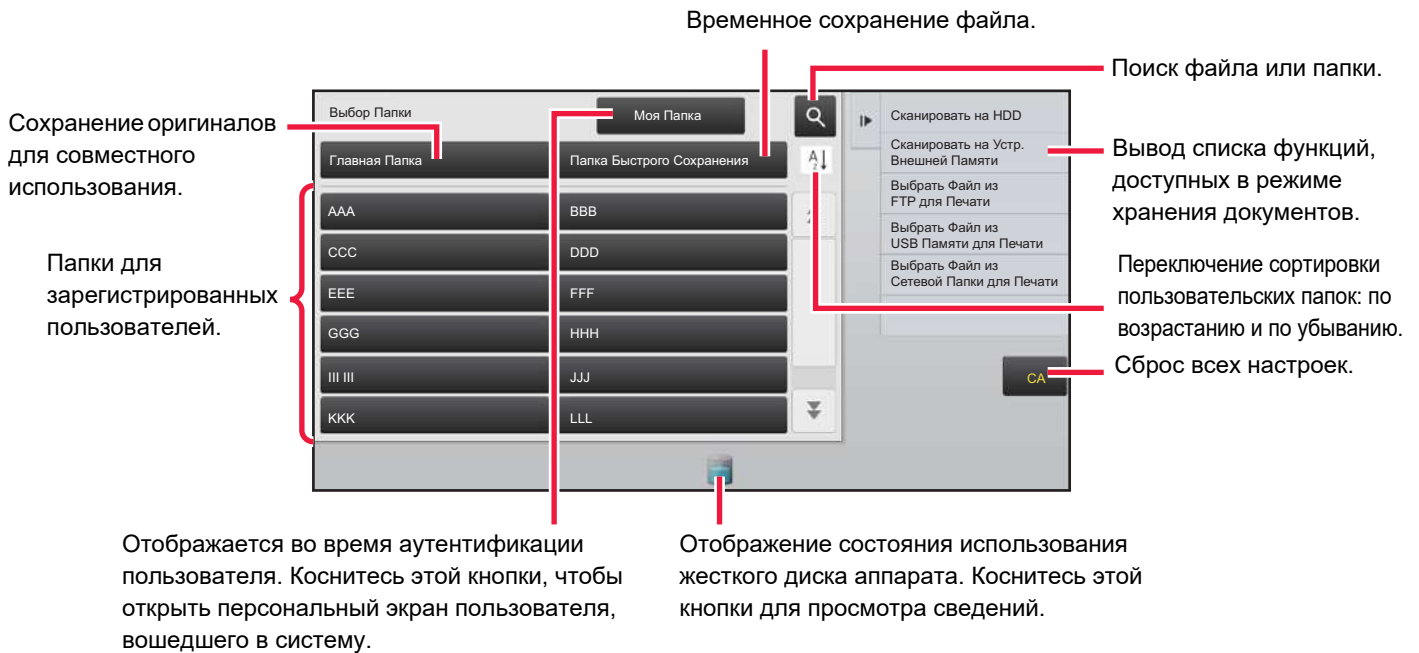 Временное сохранение файла.
Поиск файла или папки.
Сохранение оригиналов
для совместного
использования.
Выбор Папки
Моя Папка
Главная Папка
Папка Быстрого Сохранения
Сканировать на HDD
Сканировать на Устр.
Внешней Памяти
Выбрать Файл из
FTP для Печати
Выбрать Файл из
USB Памяти для Печати
Выбрать Файл из
Сетевой Папки для Печати
Вывод списка функций,
доступных в режиме
хранения документов.
Папки для
зарегистрированных
пользователей.
AAA
BBB
CCC
DDD
EEE
FFF
GGG
HHH
III III
JJJ
KKK
LLL
Переключение сортировки
пользовательских папок: по
возрастанию и по убыванию.
CA
Сброс всех настроек.
Отображается во время аутентификации
пользователя. Коснитесь этой кнопки, чтобы
открыть персональный экран пользователя,
вошедшего в систему.
Отображение состояния использования
жесткого диска аппарата. Коснитесь этой
кнопки для просмотра сведений.